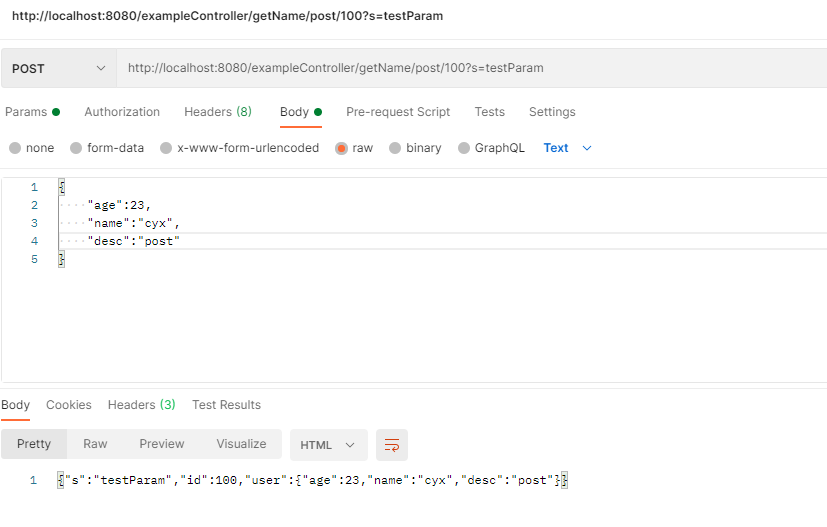 http://localhost:8080/exampleController/getName/post/100?s=testParam
POST http://localhost:8080/exampleController/getName/post/100?s=testParam
Params Authorization Headers (8) Body Pre-request Script Tests Settings
none form-data x-www-form-urlencoded raw binary GraphQL Text
1 {
2 ····"age":23,
3 ····"name":"cyx",
4 ····"desc":"post"
5 }
Body Cookies Headers (3) Test Results
Pretty Raw Preview Visualize HTML
1 {"s":"testParam","id":100,"user":{"age":23,"name":"cyx","desc":"post"}}